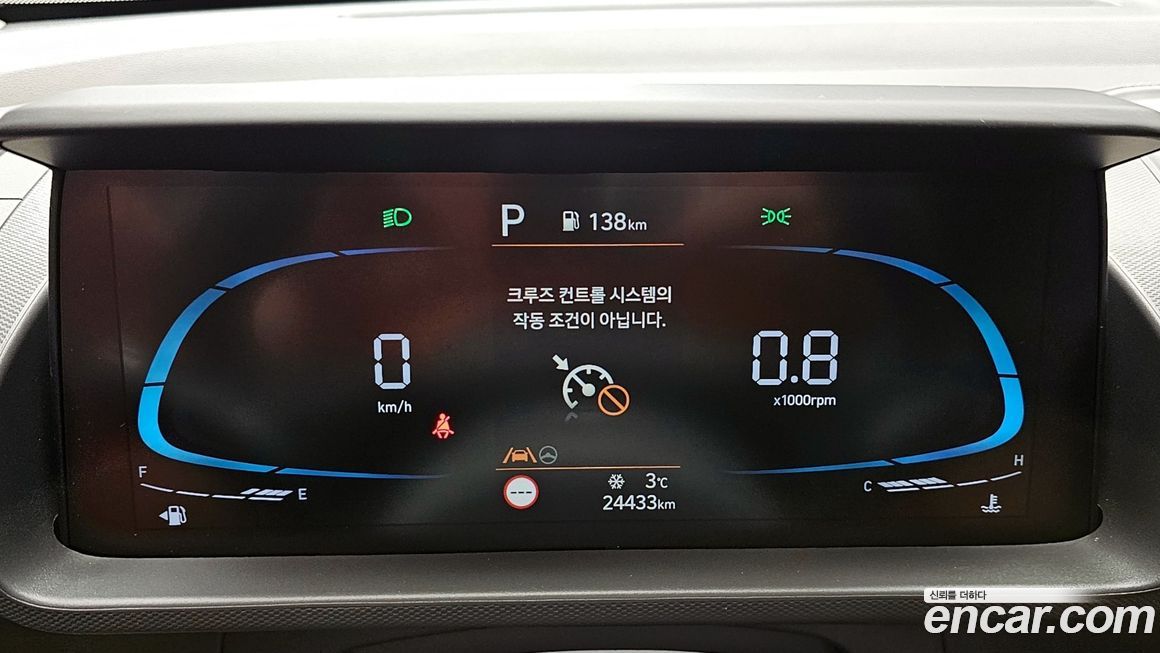 P 138km
크루즈 컨트롤 시스템의
작동 조건이 아닙니다.
0
km/h
0.8
x1000rpm
F
E
---
3℃
24433km
C
H
신뢰를 더하다
encar.com